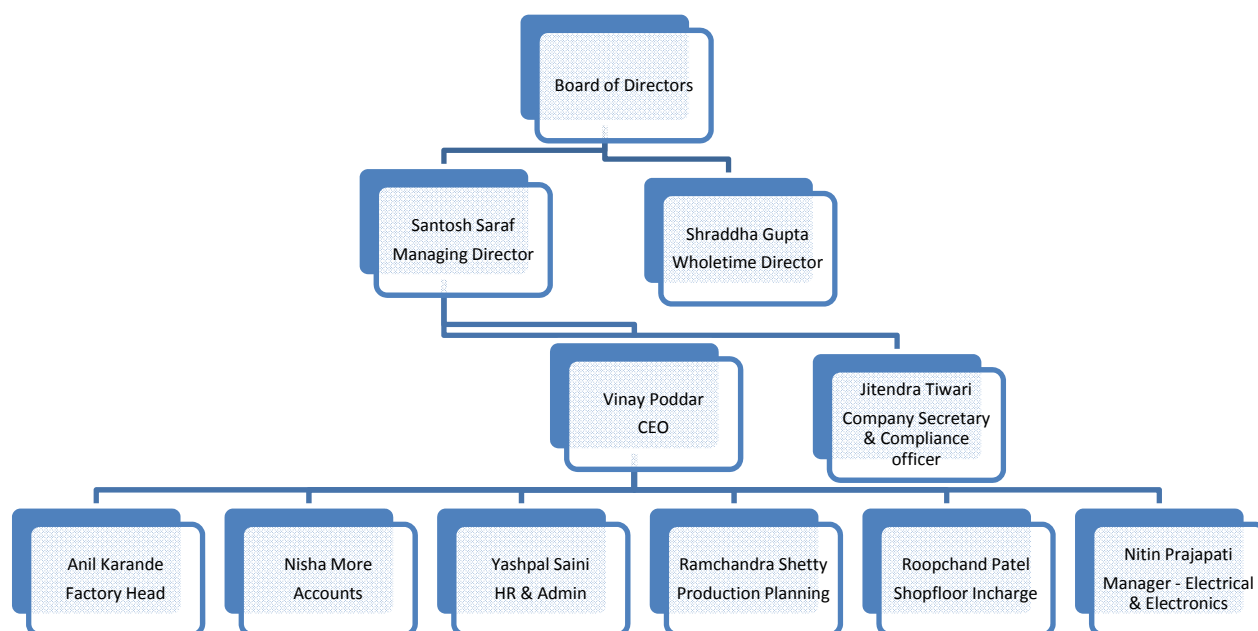 Board of Directors
Santosh Saraf
Managing Director
Shraddha Gupta
Wholetime Director
Vinay Poddar
CEO
Jitendra Tiwari
Company Secretary
& Compliance
officer
Anil Karande
Factory Head
Nisha More
Accounts
Yashpal Saini
HR & Admin
Ramchandra Shetty
Production Planning
Roopchand Patel
Shopfloor Incharge
Nitin Prajapati
Manager - Electrical
& Electronics